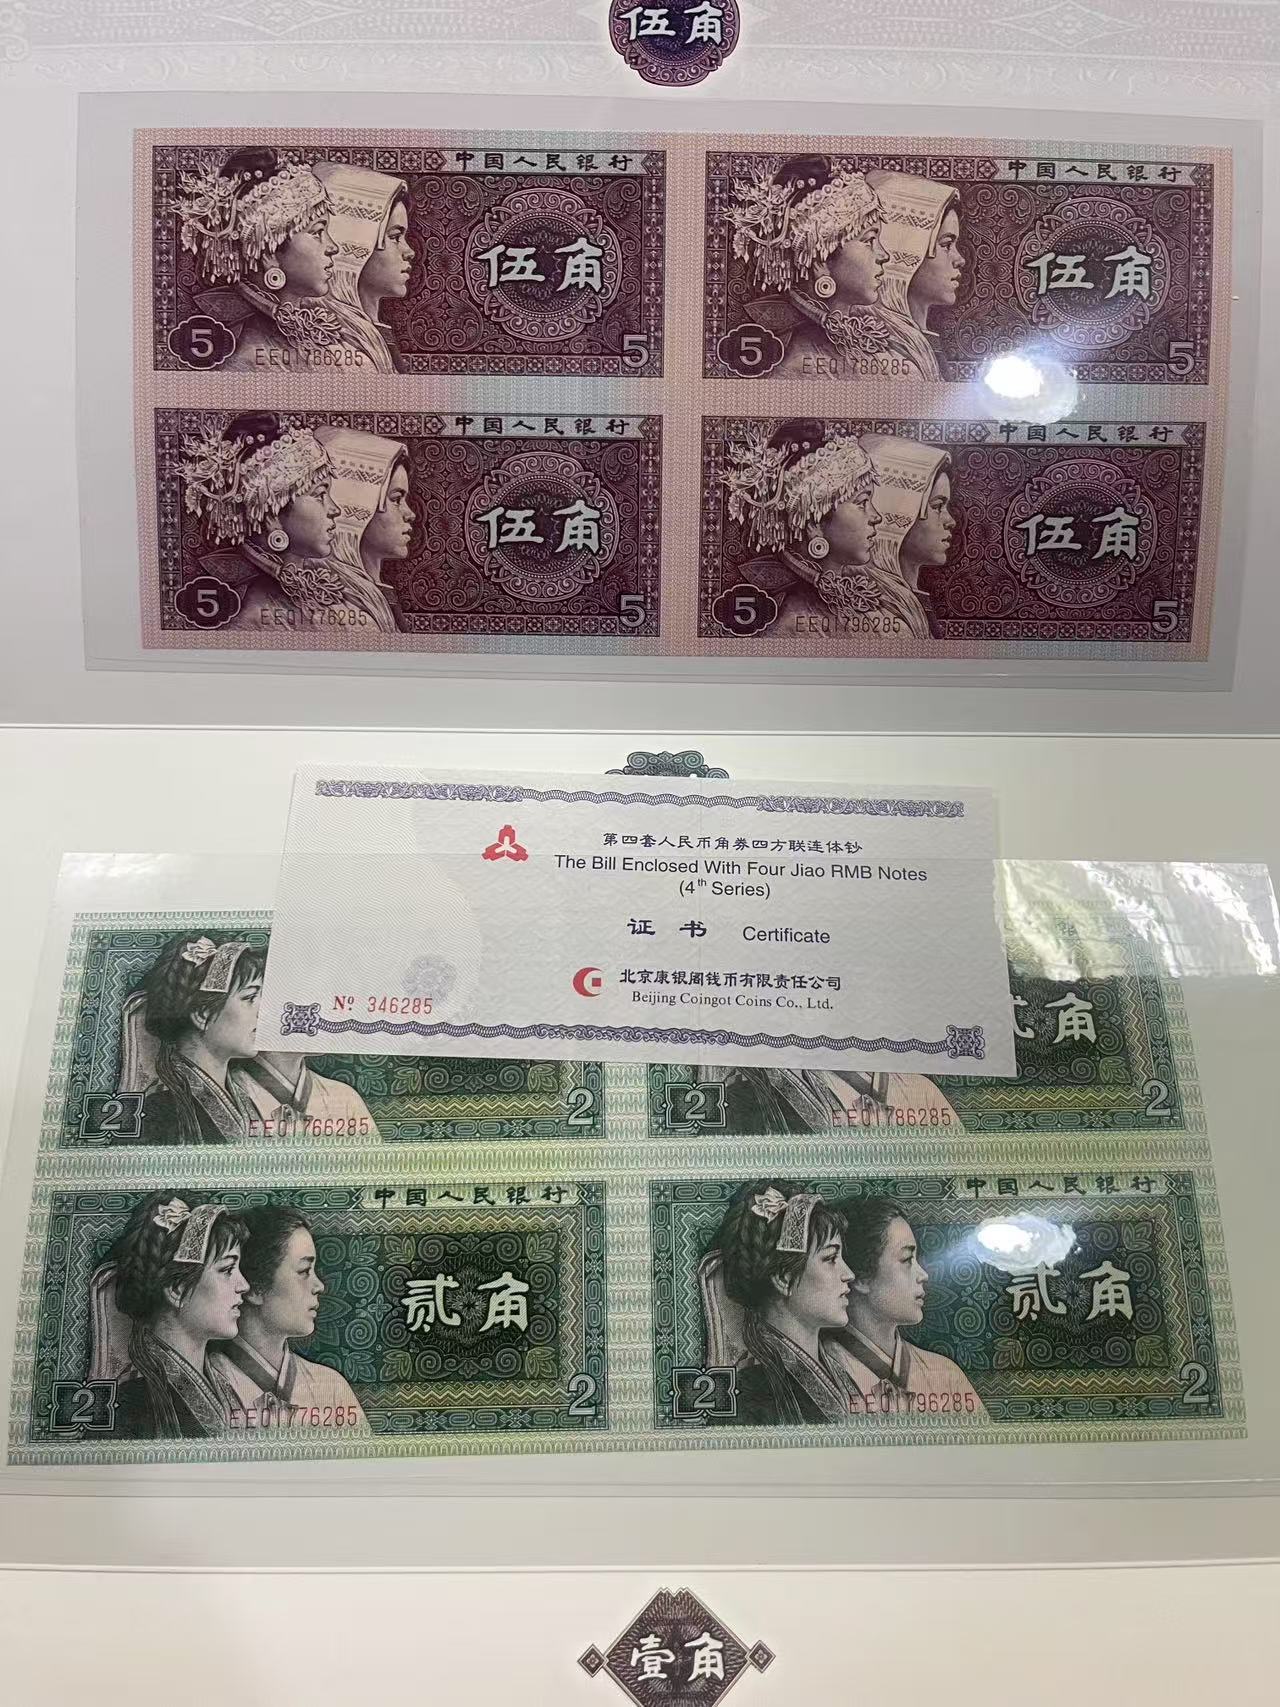 伍角
中国人民银行
伍角
5
EE01766285
5
中国人民银行
伍角
5
EE01786285
5
中国人民银行
伍角
5
EE01776285
5
中国人民银行
伍角
5
EE01796285
5
第四套人民币角券四方联连体钞
The Bill Enclosed With Four Jiao RMB Notes
(4th Series)
证书 Certificate
北京康银阁钱币有限责任公司
Beijing Coingot Coins Co., Ltd.
Nº 346285
2
EE01766285
2
贰角
2
EE01786285
2
中国人民银行
贰角
2
EE01776285
2
中国人民银行
贰角
2
EE01796285
2
壹角